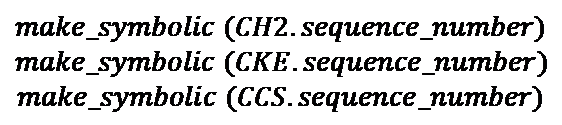 make_symbolic (CH2. sequence_number)
make_symbolic (CKE. sequence_number)
make_symbolic (CCS. sequence_number)